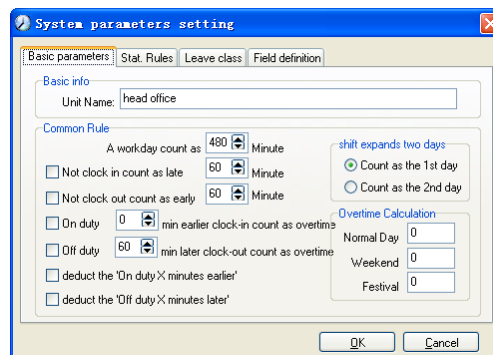 System parameters setting
Basic parameters Stat. Rules Leave class Field definition
Basic info
Unit Name: head office
Common Rule
A workday count as 480 Minute
Not clock in count as late 60 Minute
Not clock out count as early 60 Minute
On duty 0 min earlier clock-in count as overtime
Off duty 60 min later clock-out count as overtime
deduct the 'On duty X minutes earlier'
deduct the 'Off duty X minutes later'
shift expands two days
Count as the 1st day
Count as the 2nd day
Overtime Calculation
Normal Day 0
Weekend 0
Festival 0
OK Cancel